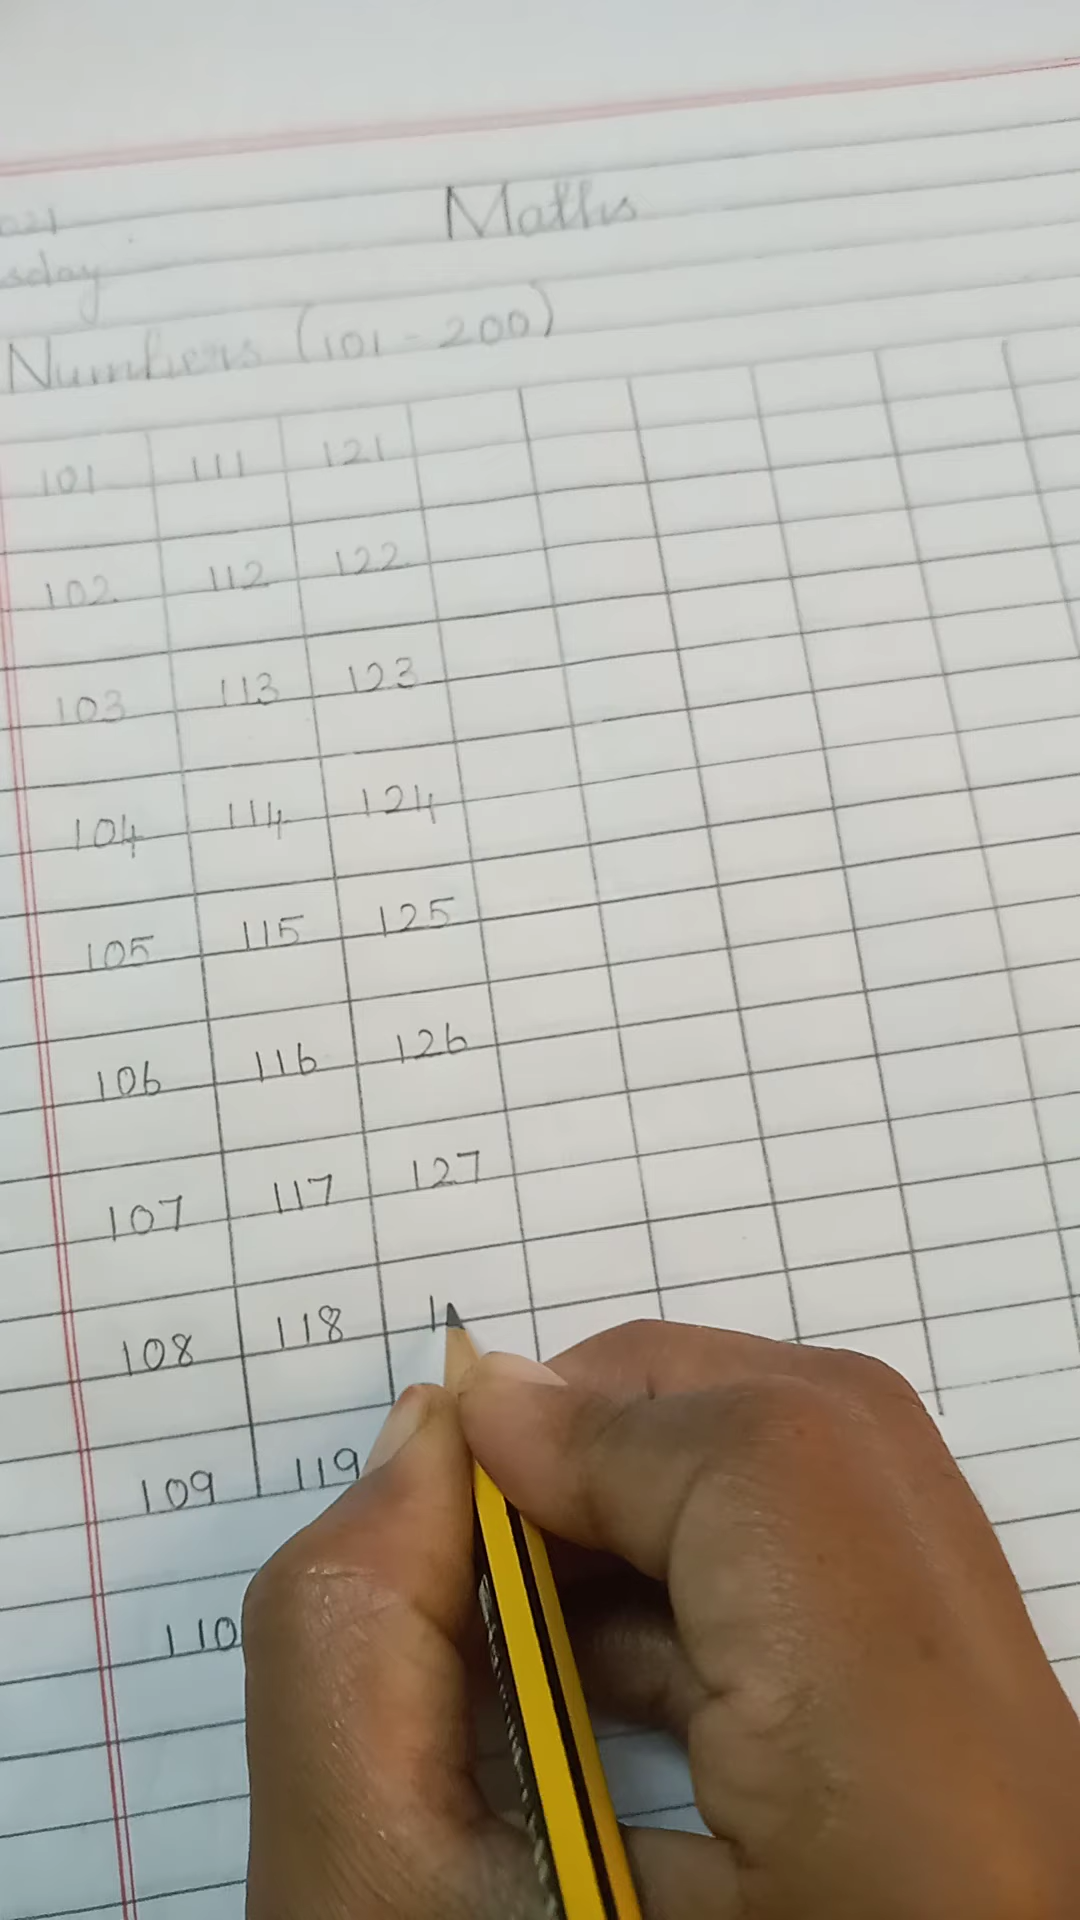 Maths
Numbers (101 - 200)
101 111 121
102 112 122
103 113 123
104 114 124
105 115 125
106 116 126
107 117 127
108 118 1
109 119
110